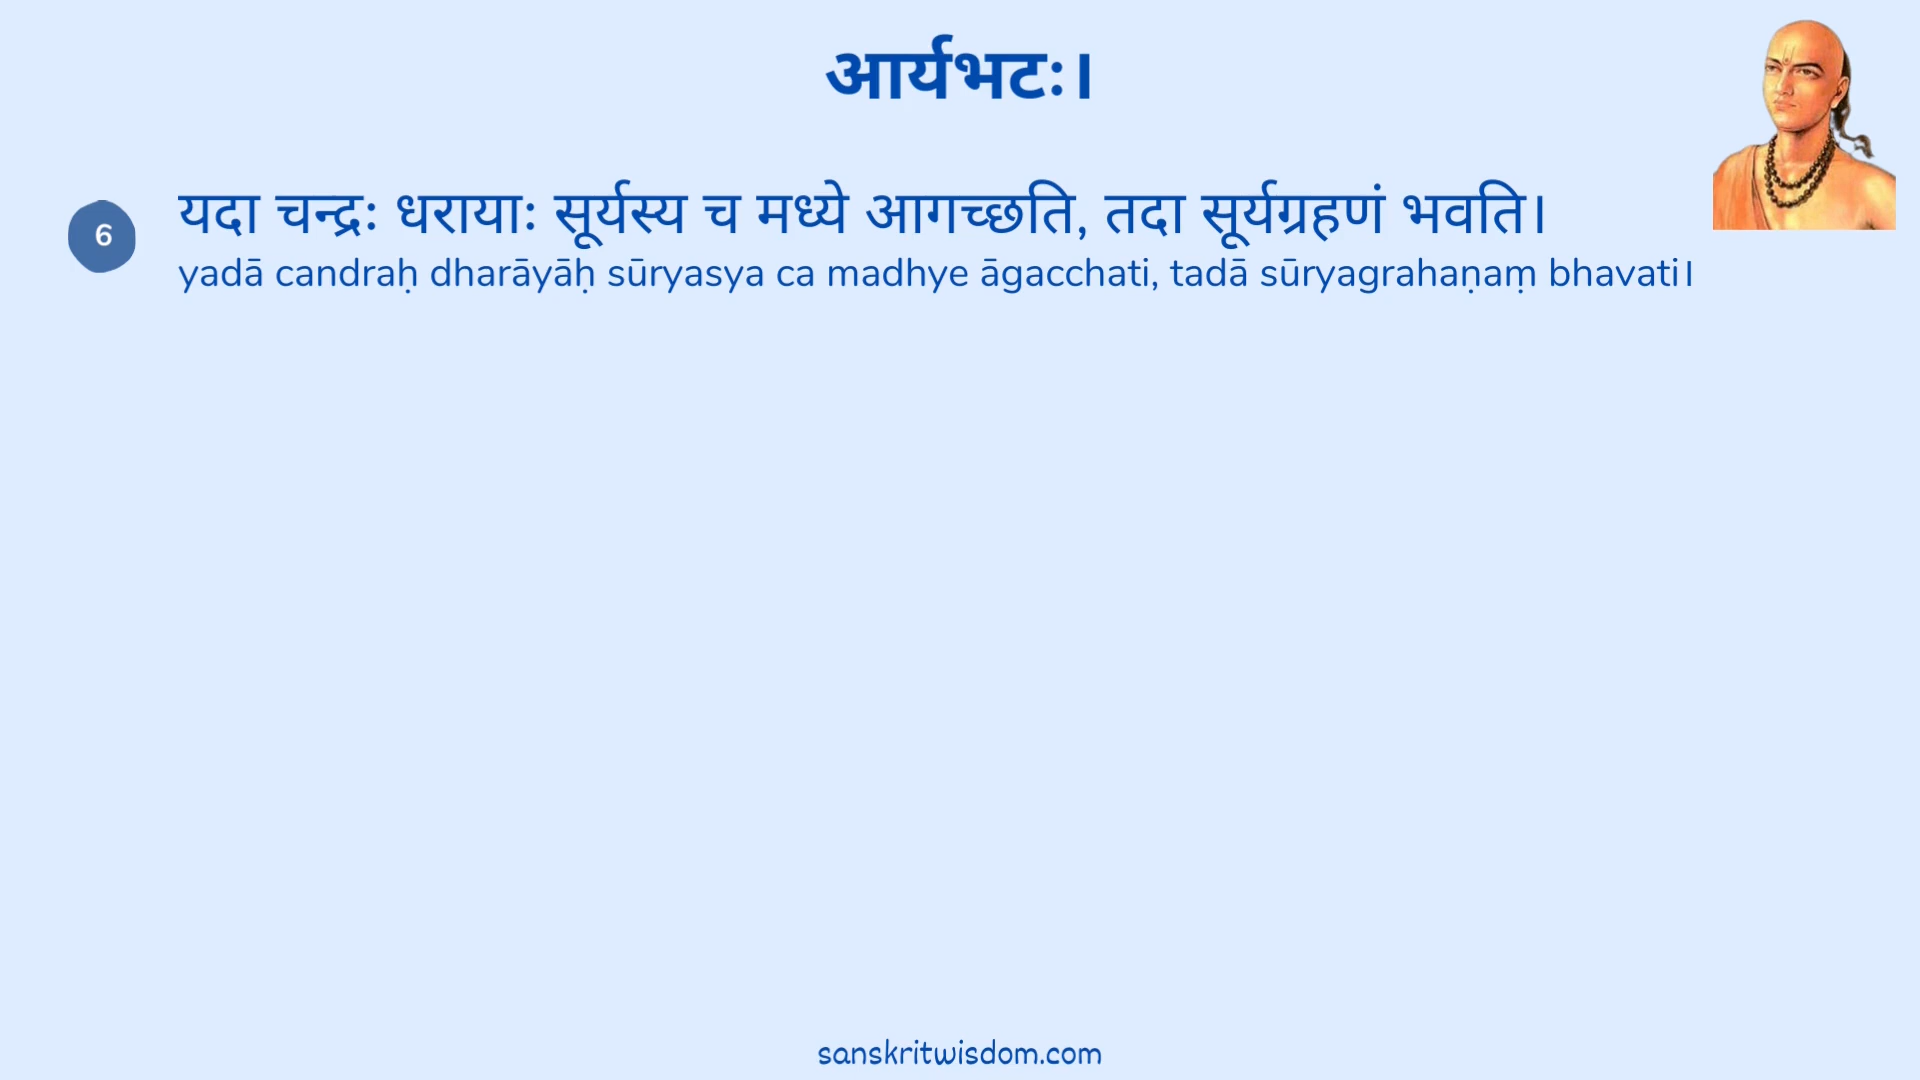 आर्यभटः।
6
यदा चन्द्रः धरायाः सूर्यस्य च मध्ये आगच्छति, तदा सूर्यग्रहणं भवति।
yadā candraḥ dharāyāḥ sūryasya ca madhye āgacchati, tadā sūryagrahaṇaṃ bhavati।
sanskritwisdom.com